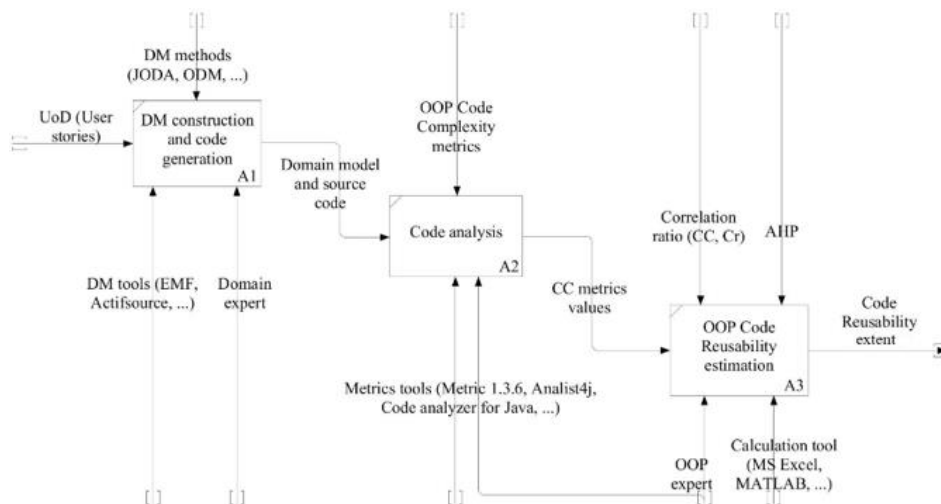 DM methods
(JODA, ODM, ...)
UoD (User
stories)
DM construction
and code
generation
A1
OOP Code
Complexity
metrics
Domain model
and source
code
Code analysis
A2
Correlation
ratio (CC, Cr)
AHP
DM tools (EMF,
Actifsource, ...)
Domain
expert
CC metrics
values
Code
Reusability
extent
OOP Code
Reusability
estimation
A3
Metrics tools (Metric 1.3.6, Analist4j,
Code analyzer for Java, ...)
OOP
expert
Calculation tool
(MS Excel,
MATLAB, ...)